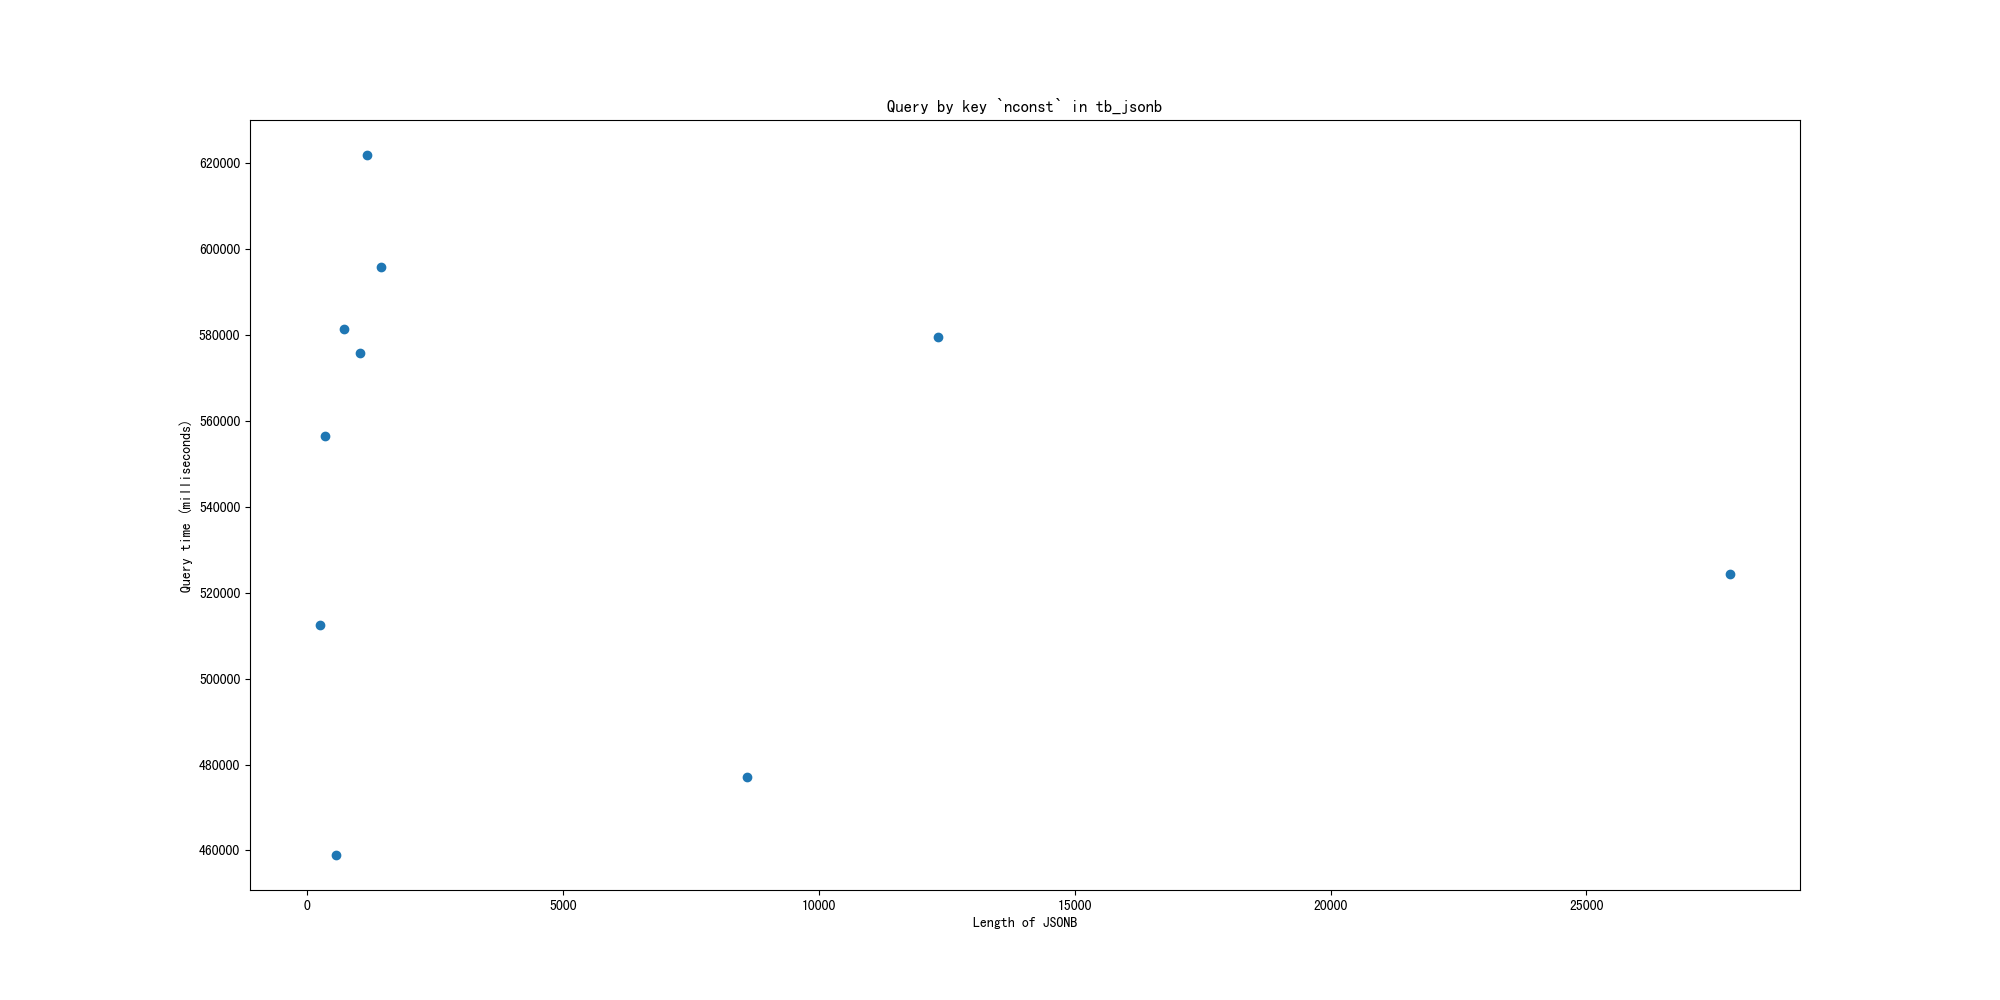 Query by key `nconst` in tb_jsonb
620000
600000
580000
560000
540000
520000
500000
480000
460000
Query time (milliseconds)
0 5000 10000 15000 20000 25000
Length of JSONB